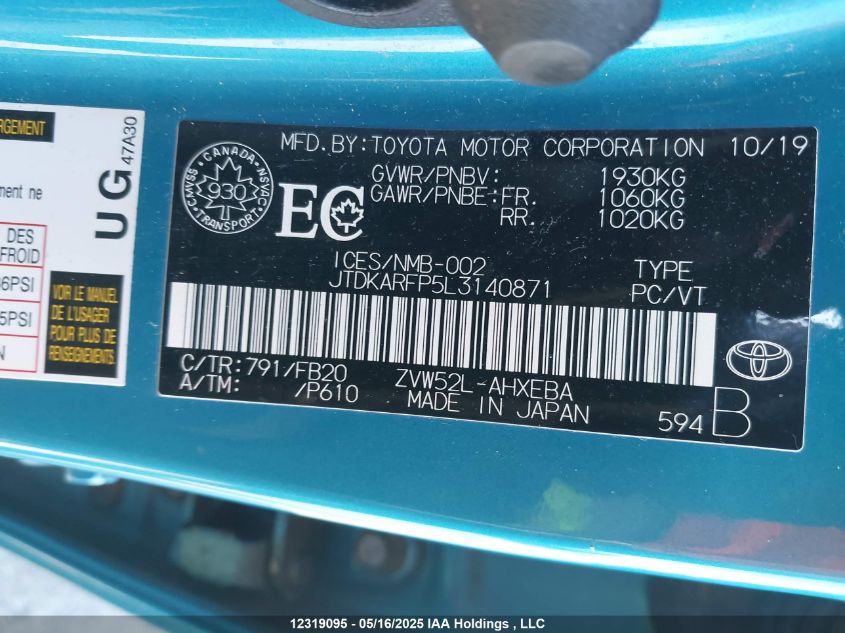 RGEMENT
ment ne
DES
FROID
6PSI
5PSI
N
UG
47A30
VOIR LE MANUEL
DE L'USAGER
POUR PLUS DE
RENSEIGNEMENTS.
CANADA
CMVSS
NSVAC
930
TRANSPORT
EC
MFD.BY:TOYOTA MOTOR CORPORATION 10/19
GVWR/PNBV: 1930KG
GAWR/PNBE:FR. 1060KG
RR. 1020KG
ICES/NMB-002 TYPE
JTDKARFP5L3140871 PC/VT
C/TR:791/FB20 ZVW52L-AHXEBA
A/TM: /P610 MADE IN JAPAN
594 B
12319095 - 05/16/2025 IAA Holdings , LLC